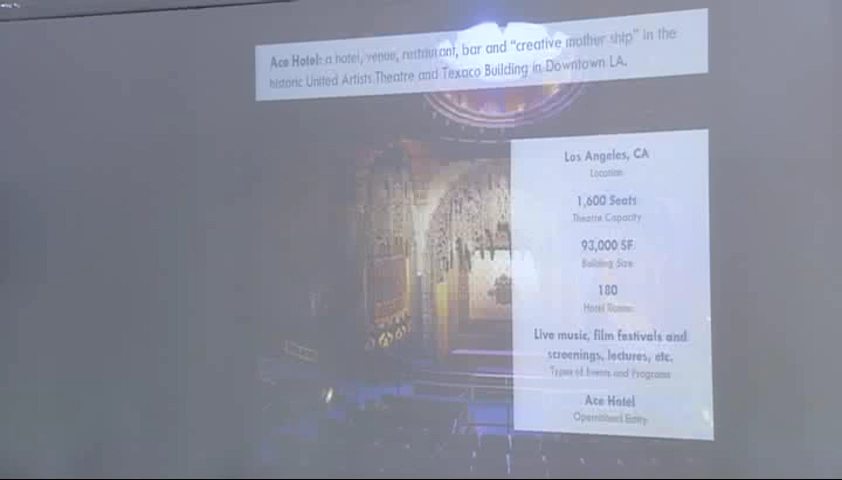 Ace Hotel: a hotel, venue, restaurant, bar and “creative mother ship” in the
historic United Artists Theatre and Texaco Building in Downtown LA.
Los Angeles, CA
Location
1,600 Seats
Theatre Capacity
93,000 SF
Building Size
180
Hotel Rooms
Live music, film festivals and
screenings, lectures, etc.
Types of Events and Programs
Ace Hotel
Operational Entity